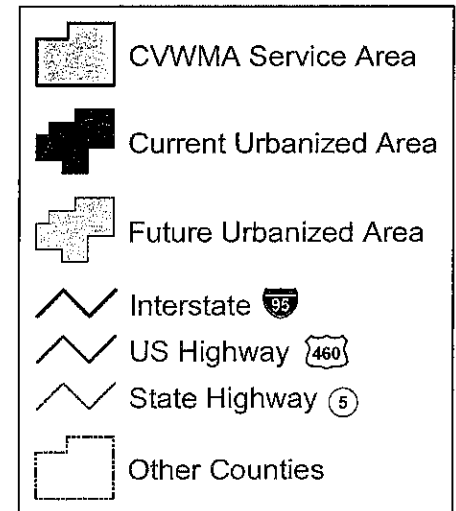 CVWMA Service Area
Current Urbanized Area
Future Urbanized Area
Interstate 95
US Highway 460
State Highway 5
Other Counties